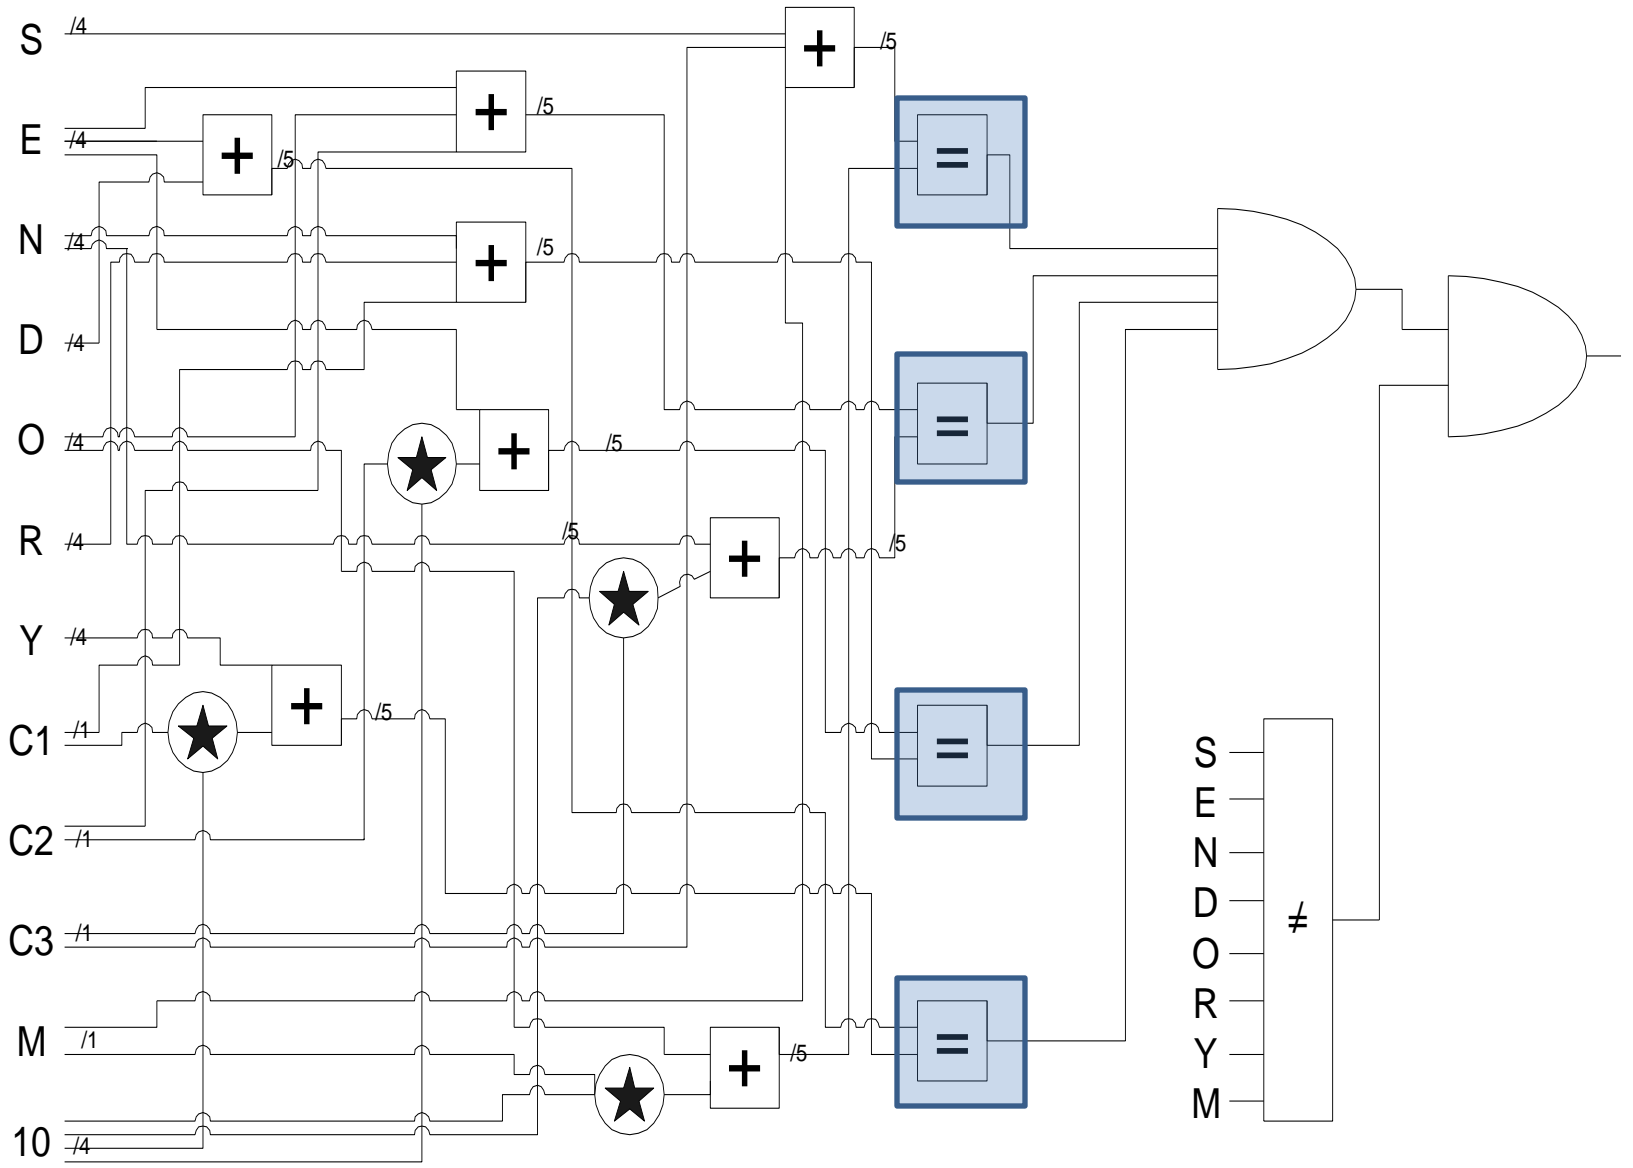 S /4
+ /5
E /4
+ /5
+ /5
=
N /4
+ /5
D /4
O /4
+ /5
=
R /4
/5
+ /5
Y /4
+ /5
C1 /1
=
C2 /1
C3 /1
M /1
+ /5
=
10 /4
S
E
N
D
O
R
Y
M
≠